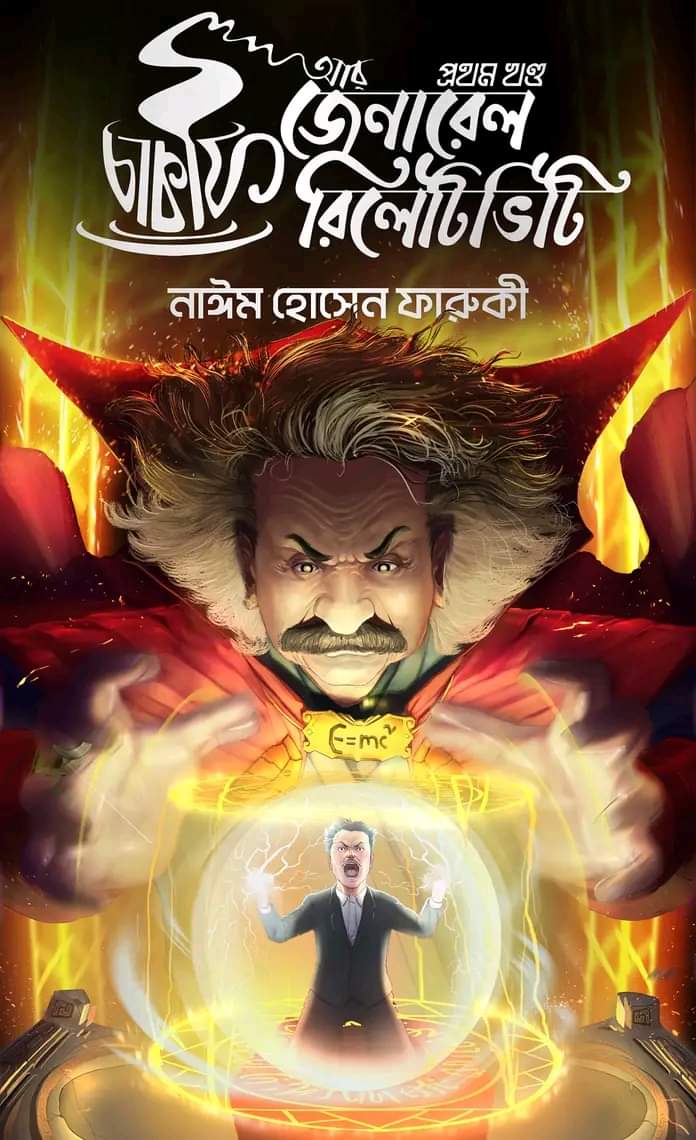 চা কফি আর
প্রথম খণ্ড
জেনারেল
রিলেটিভিটি
নাঈম হোসেন ফারুকী
E=mc²